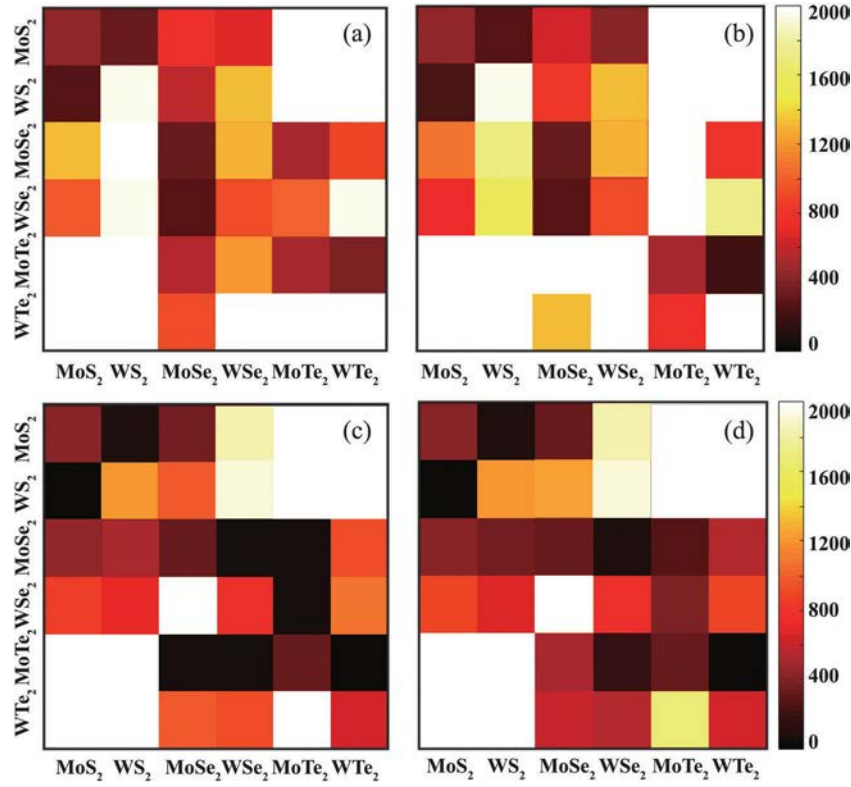 (a)
(b)
MoS₂
WS₂
MoSe₂
WSe₂
MoTe₂
WTe₂
2000
1600
1200
800
400
0
MoS₂ WS₂ MoSe₂ WSe₂ MoTe₂ WTe₂
MoS₂ WS₂ MoSe₂ WSe₂ MoTe₂ WTe₂
(c)
(d)
MoS₂
WS₂
MoSe₂
WSe₂
MoTe₂
WTe₂
2000
1600
1200
800
400
0
MoS₂ WS₂ MoSe₂ WSe₂ MoTe₂ WTe₂
MoS₂ WS₂ MoSe₂ WSe₂ MoTe₂ WTe₂